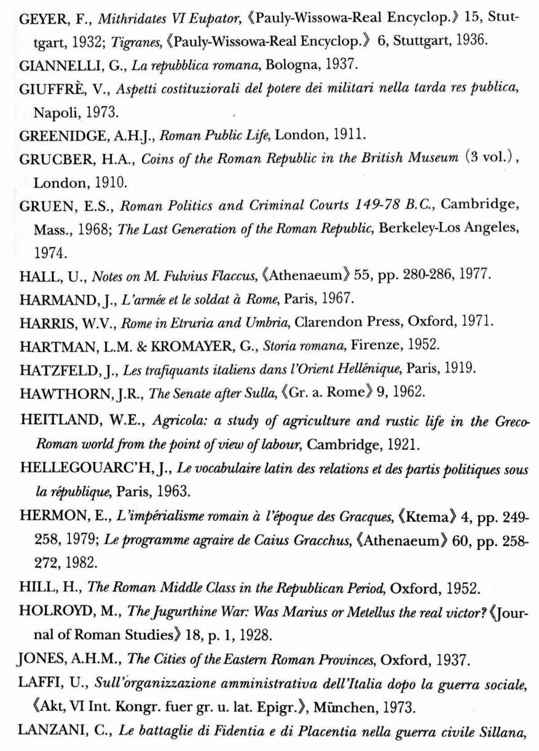 GEYER, F., Mithridates VI Eupator, 《Pauly-Wissowa-Real Encyclop.》 15, Stut-
tgart, 1932; Tigranes, 《Pauly-Wissowa-Real Encyclop.》 6, Stuttgart, 1936.
GIANNELLI, G., La repubblica romana, Bologna, 1937.
GIUFFRÈ, V., Aspetti costituziorali del potere dei militari nella tarda res publica,
Napoli, 1973.
GREENIDGE, A.H.J., Roman Public Life, London, 1911.
GRUCBER, H.A., Coins of the Roman Republic in the British Museum (3 vol.),
London, 1910.
GRUEN, E.S., Roman Politics and Criminal Courts 149-78 B.C., Cambridge,
Mass., 1968; The Last Generation of the Roman Republic, Berkeley-Los Angeles,
1974.
HALL, U., Notes on M. Fulvius Flaccus, 《Athenaeum》 55, pp. 280-286, 1977.
HARMAND, J., L'armée et le soldat à Rome, Paris, 1967.
HARRIS, W.V., Rome in Etruria and Umbria, Clarendon Press, Oxford, 1971.
HARTMAN, L.M. & KROMAYER, G., Storia romana, Firenze, 1952.
HATZFELD, J., Les trafiquants italiens dans l'Orient Hellénique, Paris, 1919.
HAWTHORN, J.R., The Senate after Sulla, 《Gr. a. Rome》 9, 1962.
HEITLAND, W.E., Agricola: a study of agriculture and rustic life in the Greco-
Roman world from the point of view of labour, Cambridge, 1921.
HELLEGOUARC'H, J., Le vocabulaire latin des relations et des partis politiques sous
la république, Paris, 1963.
HERMON, E., L'impérialisme romain à l'époque des Gracques, 《Ktema》 4, pp. 249-
258, 1979; Le programme agraire de Caius Gracchus, 《Athenaeum》 60, pp. 258-
272, 1982.
HILL, H., The Roman Middle Class in the Republican Period, Oxford, 1952.
HOLROYD, M., The Jugurthine War: Was Marius or Metellus the real victor? 《Jour-
nal of Roman Studies》 18, p. 1, 1928.
JONES, A.H.M., The Cities of the Eastern Roman Provinces, Oxford, 1937.
LAFFI, U., Sull'organizzazione amministrativa dell'Italia dopo la guerra sociale,
《Akt, VI Int. Kongr. fuer gr. u. lat. Epigr.》, München, 1973.
LANZANI, C., Le battaglie di Fidentia e di Placentia nella guerra civile Sillana,